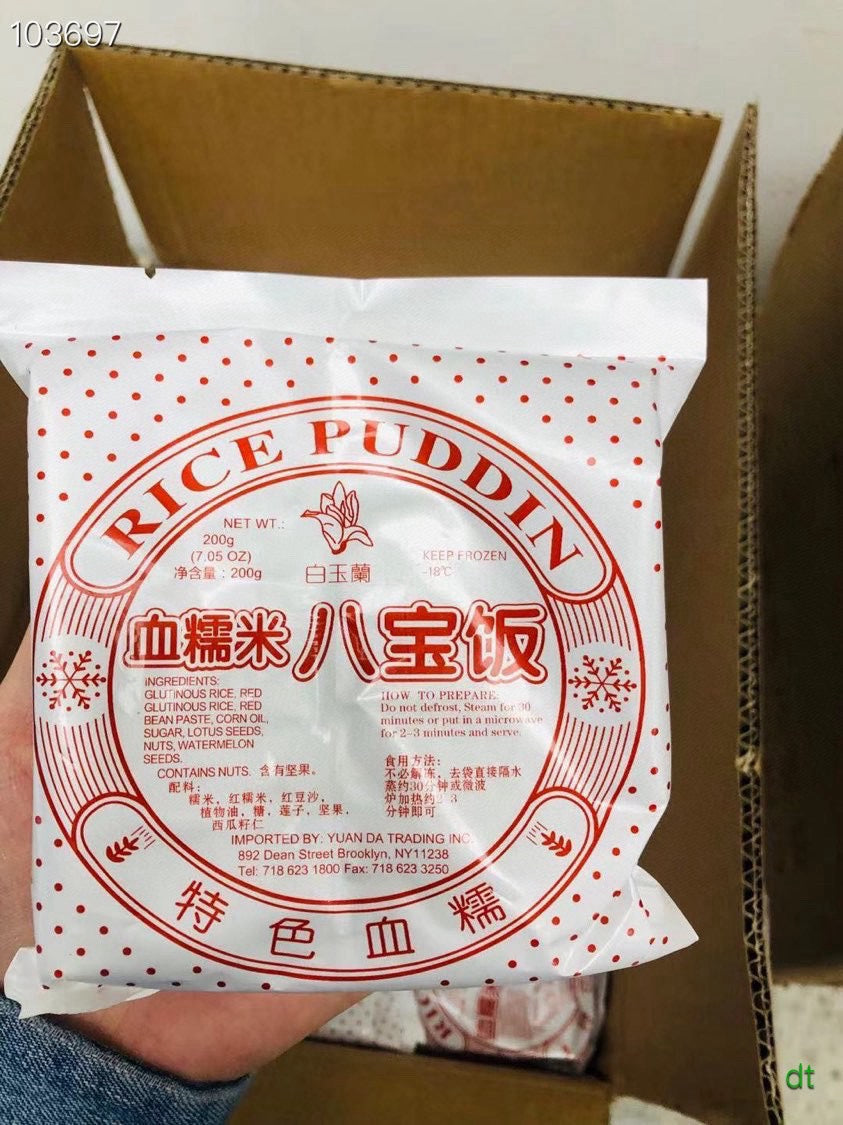 103697
RICE PUDDIN
NET WT.:
200g
(7.05 OZ)
净含量：200g
白玉蘭
KEEP FROZEN
-18℃
血糯米八宝饭
iNGREDIENTS:
GLUTINOUS RICE, RED
GLUTINOUS RICE, RED
BEAN PASTE, CORN OIL,
SUGAR, LOTUS SEEDS,
NUTS, WATERMELON
SEEDS.
CONTAINS NUTS. 含有坚果。
配料：
糯米，红糯米，红豆沙，
植物油，糖，莲子，坚果，
西瓜籽仁
HOW TO PREPARE:
Do not defrost, Steam for 30
minutes or put in a microwave
for 2-3 minutes and serve.
食用方法：
不必解冻，去袋直接隔水
蒸约30分钟或微波
炉加热约2-3
分钟即可
IMPORTED BY: YUAN DA TRADING INC.
892 Dean Street Brooklyn, NY11238
Tel: 718 623 1800 Fax: 718 623 3250
特色血糯
RIC
dt